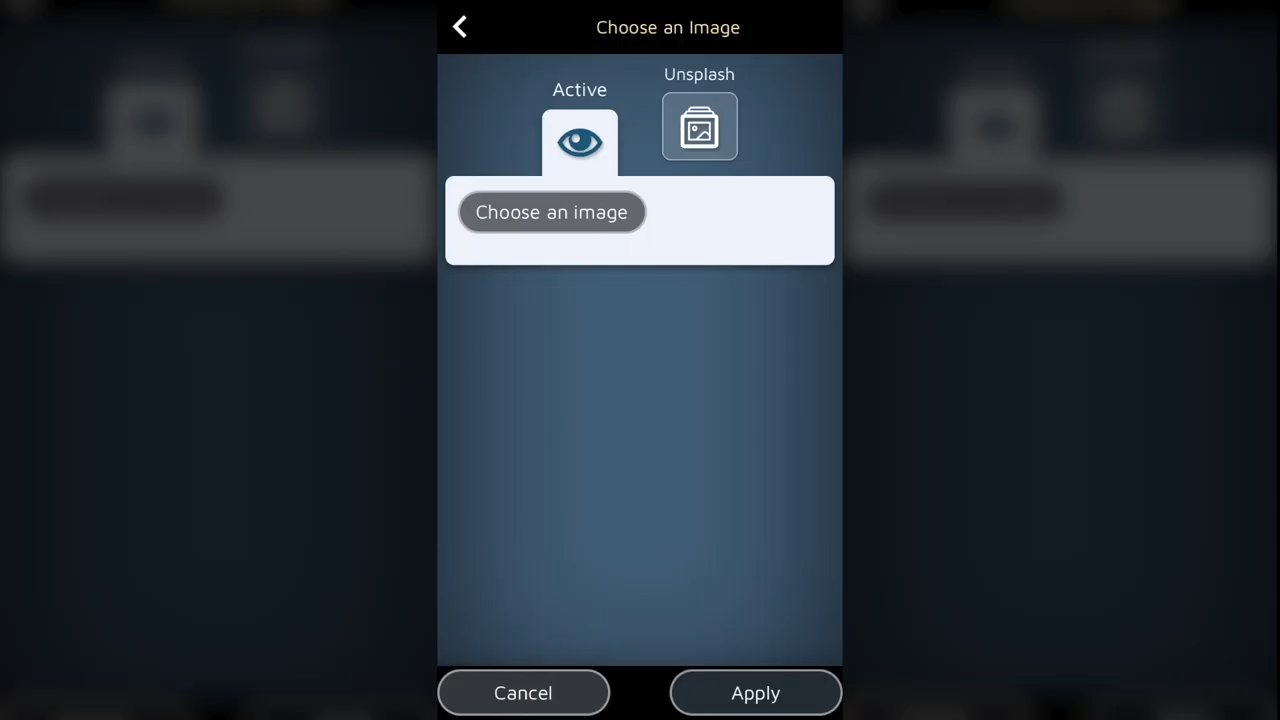 Choose an Image
Unsplash
Active
Choose an image
Cancel
Apply